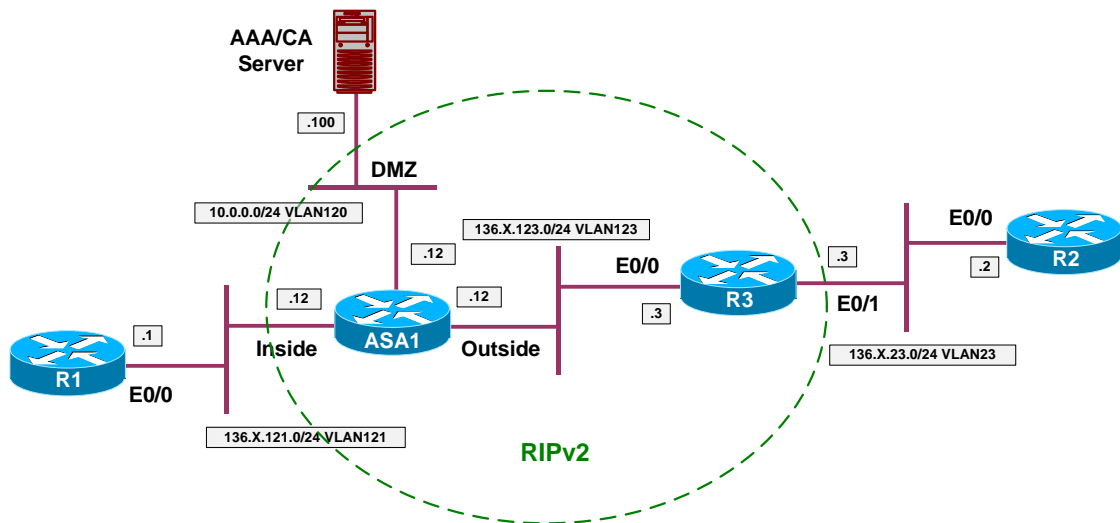 AAA/CA
Server
.100
DMZ
10.0.0.0/24 VLAN120
136.X.123.0/24 VLAN123
E0/0
.2
R2
.12
E0/0
.3
R3
.3
E0/1
.12
.12
ASA1
Inside
Outside
.1
R1
E0/0
136.X.23.0/24 VLAN23
136.X.121.0/24 VLAN121
RIPv2